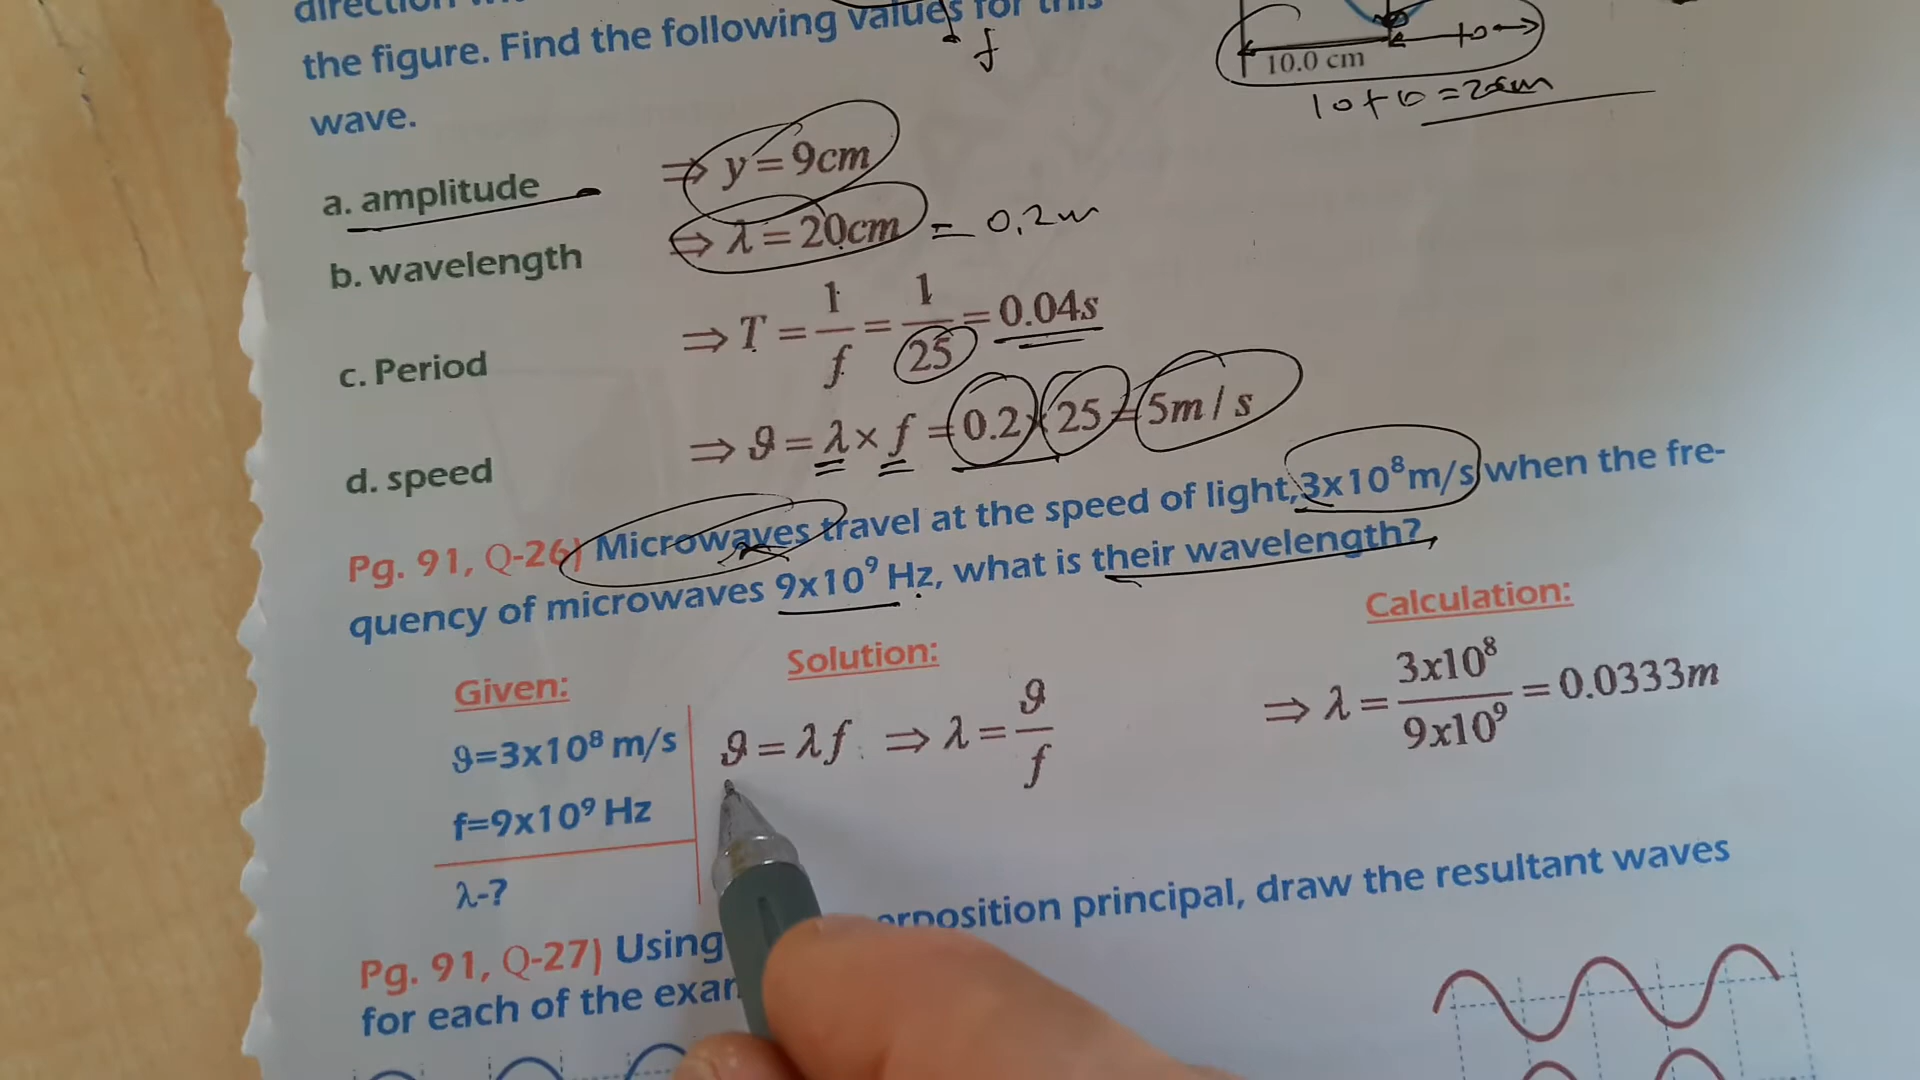 the figure. Find the following values for this
f
10
10.0 cm
wave.
a. amplitude ⇒ y = 9cm
b. wavelength ⇒ λ = 20cm = 0.2m
c. Period ⇒ T = 1/f = 1/25 = 0.04s
d. speed ⇒ ϑ = λ × f = 0.2 × 25 = 5m / s
Pg. 91, Q-26) Microwaves travel at the speed of light, 3x10⁸m/s when the fre-
quency of microwaves 9x10⁹ Hz, what is their wavelength?
Given: Solution: Calculation:
ϑ=3x10⁸ m/s ϑ = λf ⇒ λ = ϑ/f ⇒ λ = 3x10⁸/9x10⁹ = 0.0333m
f=9x10⁹ Hz
λ-?
Pg. 91, Q-27) Using principal, draw the resultant waves
for each of the